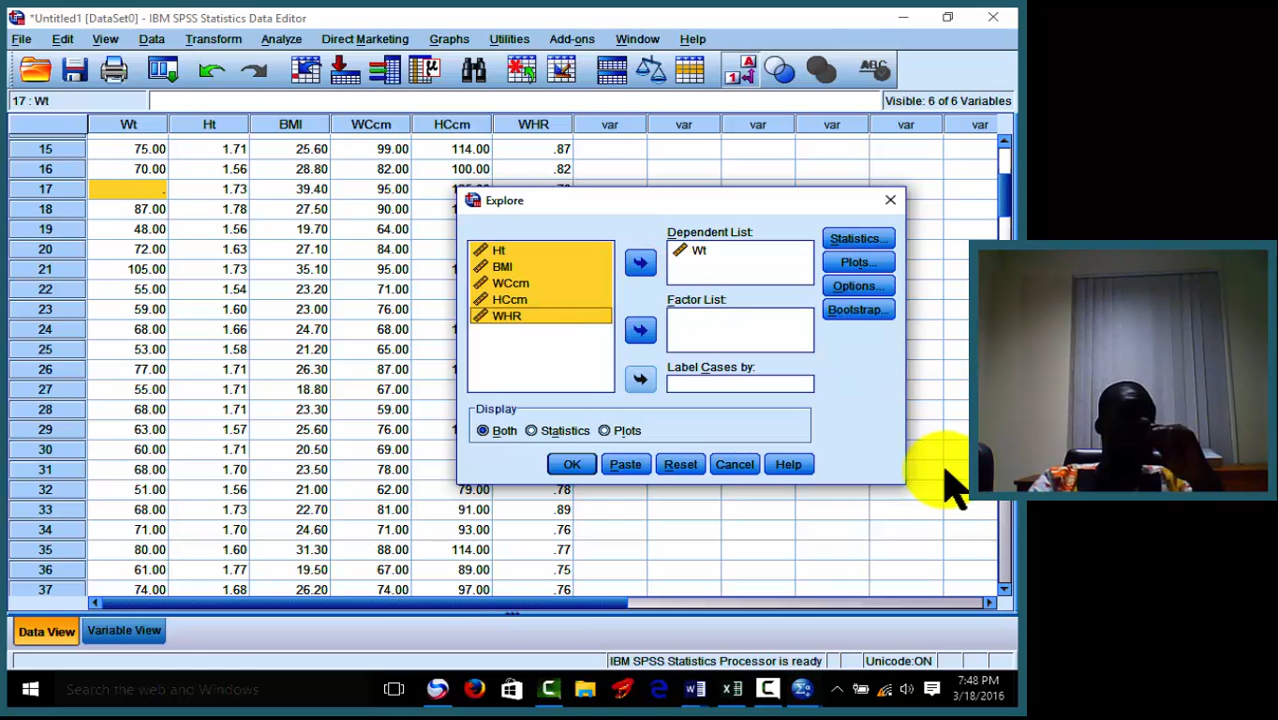 *Untitled1 [DataSet0] - IBM SPSS Statistics Data Editor
File Edit View Data Transform Analyze Direct Marketing Graphs Utilities Add-ons Window Help
17 : Wt Visible: 6 of 6 Variables
Wt Ht BMI WCcm HCcm WHR var var var var var var
15 75.00 1.71 25.60 99.00 114.00 .87
16 70.00 1.56 28.80 82.00 100.00 .82
17 . 1.73 39.40 95.00
18 87.00 1.78 27.50 90.00
19 48.00 1.56 19.70 64.00
20 72.00 1.63 27.10 84.00
21 105.00 1.73 35.10 95.00
22 55.00 1.54 23.20 71.00
23 59.00 1.60 23.00 76.00
24 68.00 1.66 24.70 68.00
25 53.00 1.58 21.20 65.00
26 77.00 1.71 26.30 87.00
27 55.00 1.71 18.80 67.00
28 68.00 1.71 23.30 59.00
29 63.00 1.57 25.60 76.00
30 60.00 1.71 20.50 69.00
31 68.00 1.70 23.50 78.00
32 51.00 1.56 21.00 62.00 79.00 .78
33 68.00 1.73 22.70 81.00 91.00 .89
34 71.00 1.70 24.60 71.00 93.00 .76
35 80.00 1.60 31.30 88.00 114.00 .77
36 61.00 1.77 19.50 67.00 89.00 .75
37 74.00 1.68 26.20 74.00 97.00 .76
Explore
Ht
BMI
WCcm
HCcm
WHR
Dependent List:
Wt
Factor List:
Label Cases by:
Statistics...
Plots...
Options...
Bootstrap...
Display
Both Statistics Plots
OK Paste Reset Cancel Help
Data View Variable View
IBM SPSS Statistics Processor is ready Unicode:ON
Search the web and Windows
7:48 PM
3/18/2016